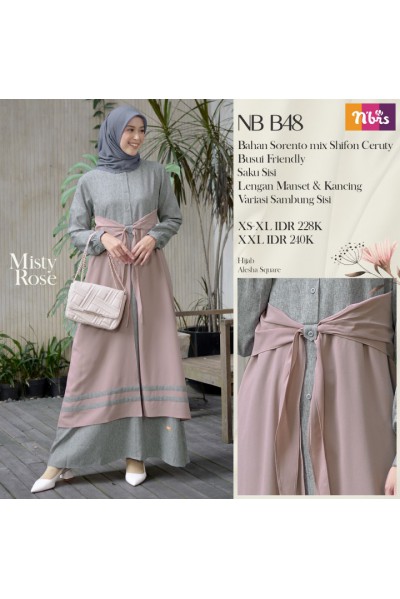 Nbrs
NB B48
Bahan Sorento mix Shifon Ceruty
Busui Friendly
Saku Sisi
Lengan Manset & Kancing
Variasi Sambung Sisi
XS-XL IDR 228K
XXL IDR 240K
Hijab
Alesha Square
Misty
Rose